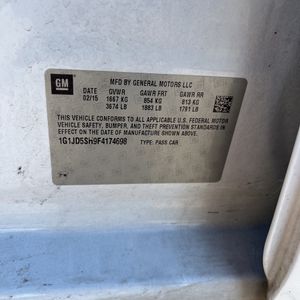 GM
MFD BY GENERAL MOTORS LLC
DATE GVWR GAWR FRT GAWR RR
02/15 1667 KG 854 KG 813 KG
3674 LB 1883 LB 1791 LB
THIS VEHICLE CONFORMS TO ALL APPLICABLE U.S. FEDERAL MOTOR
VEHICLE SAFETY, BUMPER, AND THEFT PREVENTION STANDARDS IN
EFFECT ON THE DATE OF MANUFACTURE SHOWN ABOVE.
1G1JD5SH9F4174698
TYPE: PASS CAR